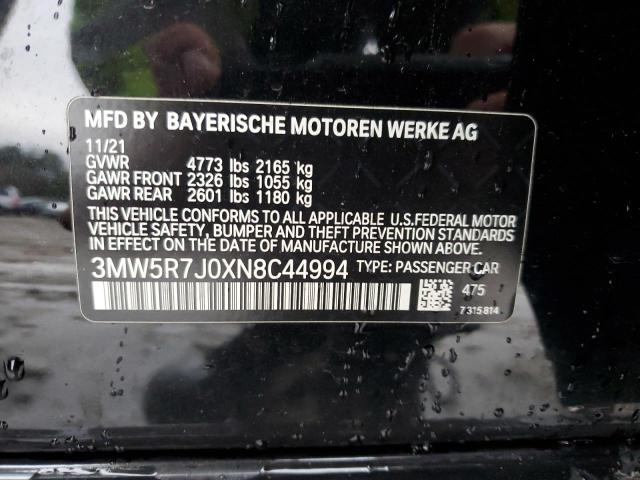 MFD BY BAYERISCHE MOTOREN WERKE AG
11/21
GVWR 4773 lbs 2165 kg
GAWR FRONT 2326 lbs 1055 kg
GAWR REAR 2601 lbs 1180 kg
THIS VEHICLE CONFORMS TO ALL APPLICABLE U.S.FEDERAL MOTOR
VEHICLE SAFETY, BUMPER AND THEFT PREVENTION STANDARDS
IN EFFECT ON THE DATE OF MANUFACTURE SHOWN ABOVE.
3MW5R7J0XN8C44994 TYPE: PASSENGER CAR
475
7315814